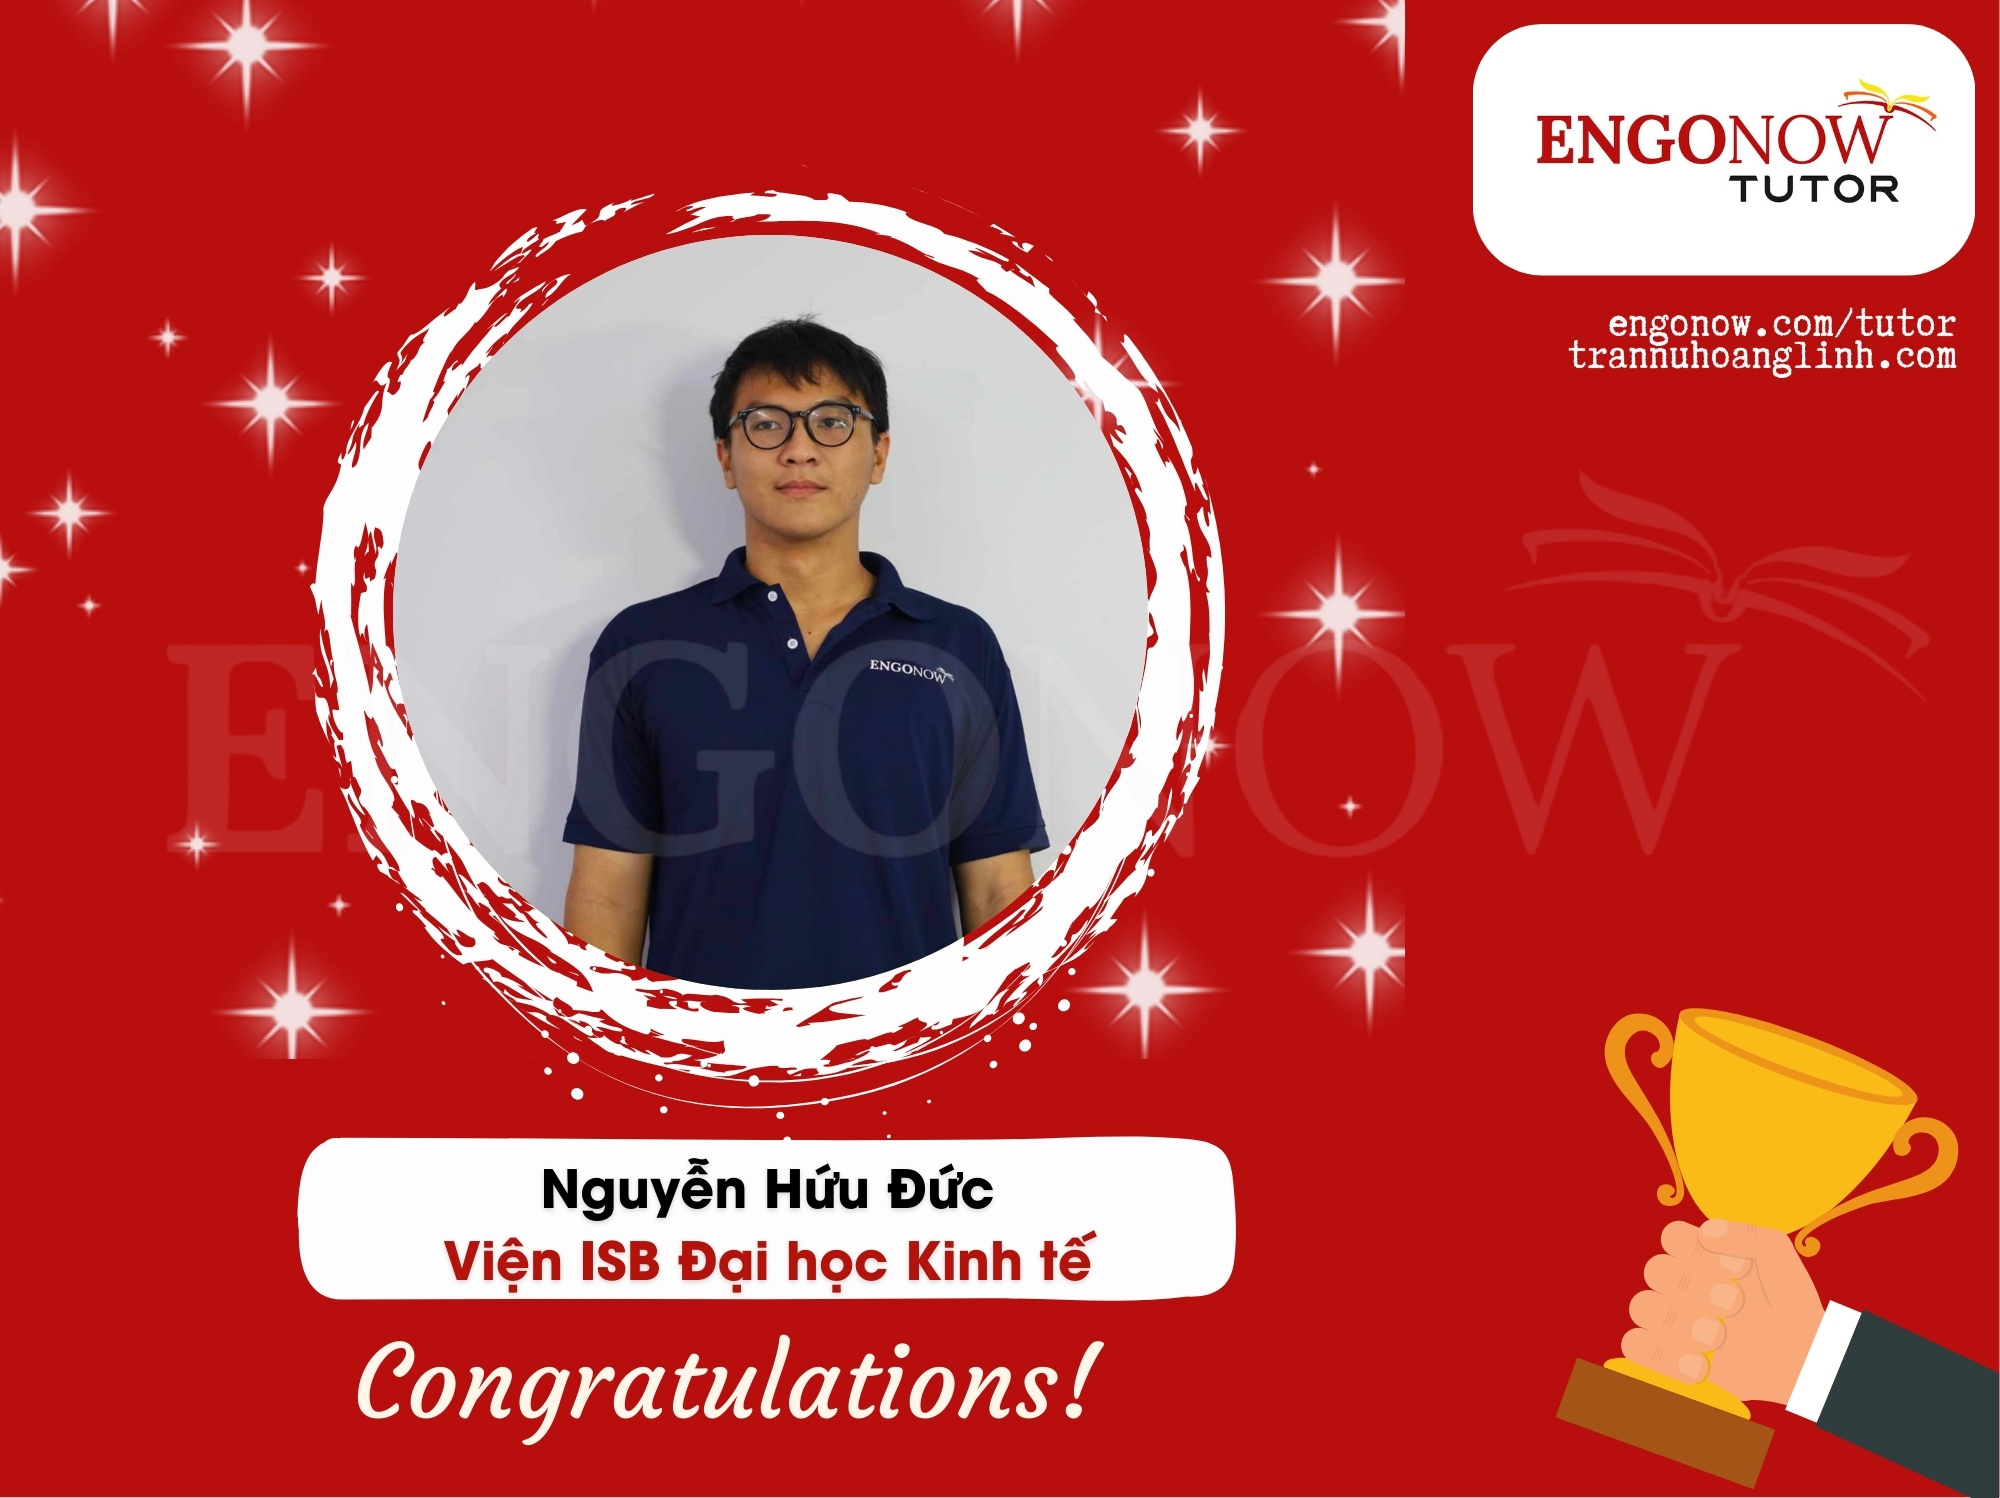 ENGONOW
TUTOR
engonow.com/tutor
trannuhoanglinh.com
ENGONOW
ENGONOW
Nguyễn Hứu Đức
Viện ISB Đại học Kinh tế
Congratulations!